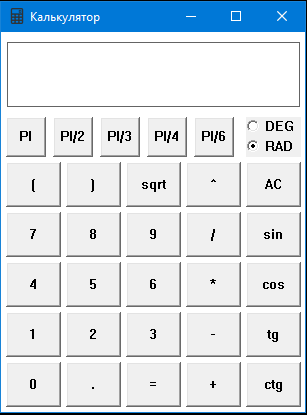 Калькулятор
PI PI/2 PI/3 PI/4 PI/6 DEG
RAD
( ) sqrt ^ AC
7 8 9 / sin
4 5 6 * cos
1 2 3 - tg
0 . = + ctg